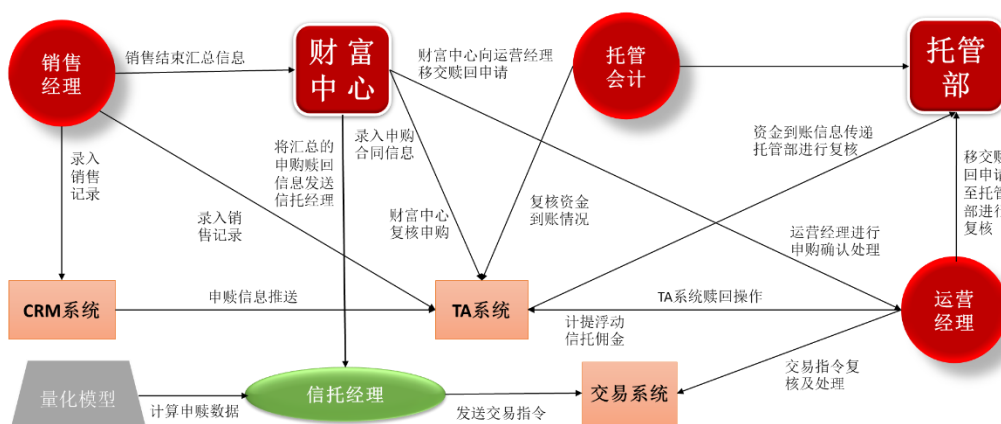 销售
经理
销售结束汇总信息
财 富
中 心
财富中心向运营经理
移交赎回申请
托管
会计
托管
部
录入
销售
记录
将汇总的
申购赎回
信息发送
信托经理
录入申购
合同信息
资金到账信息传递
托管部进行复核
移交赎
回申请
至托管
部进行
复核
录入销
售记录
财富中心
复核申购
复核资金
到账情况
运营经理进行
申购确认处理
CRM系统
申赎信息推送
TA系统
TA系统赎回操作
计提浮动
信托佣金
运营
经理
量化模型
计算申赎数据
信托经理
发送交易指令
交易系统
交易指令复
核及处理